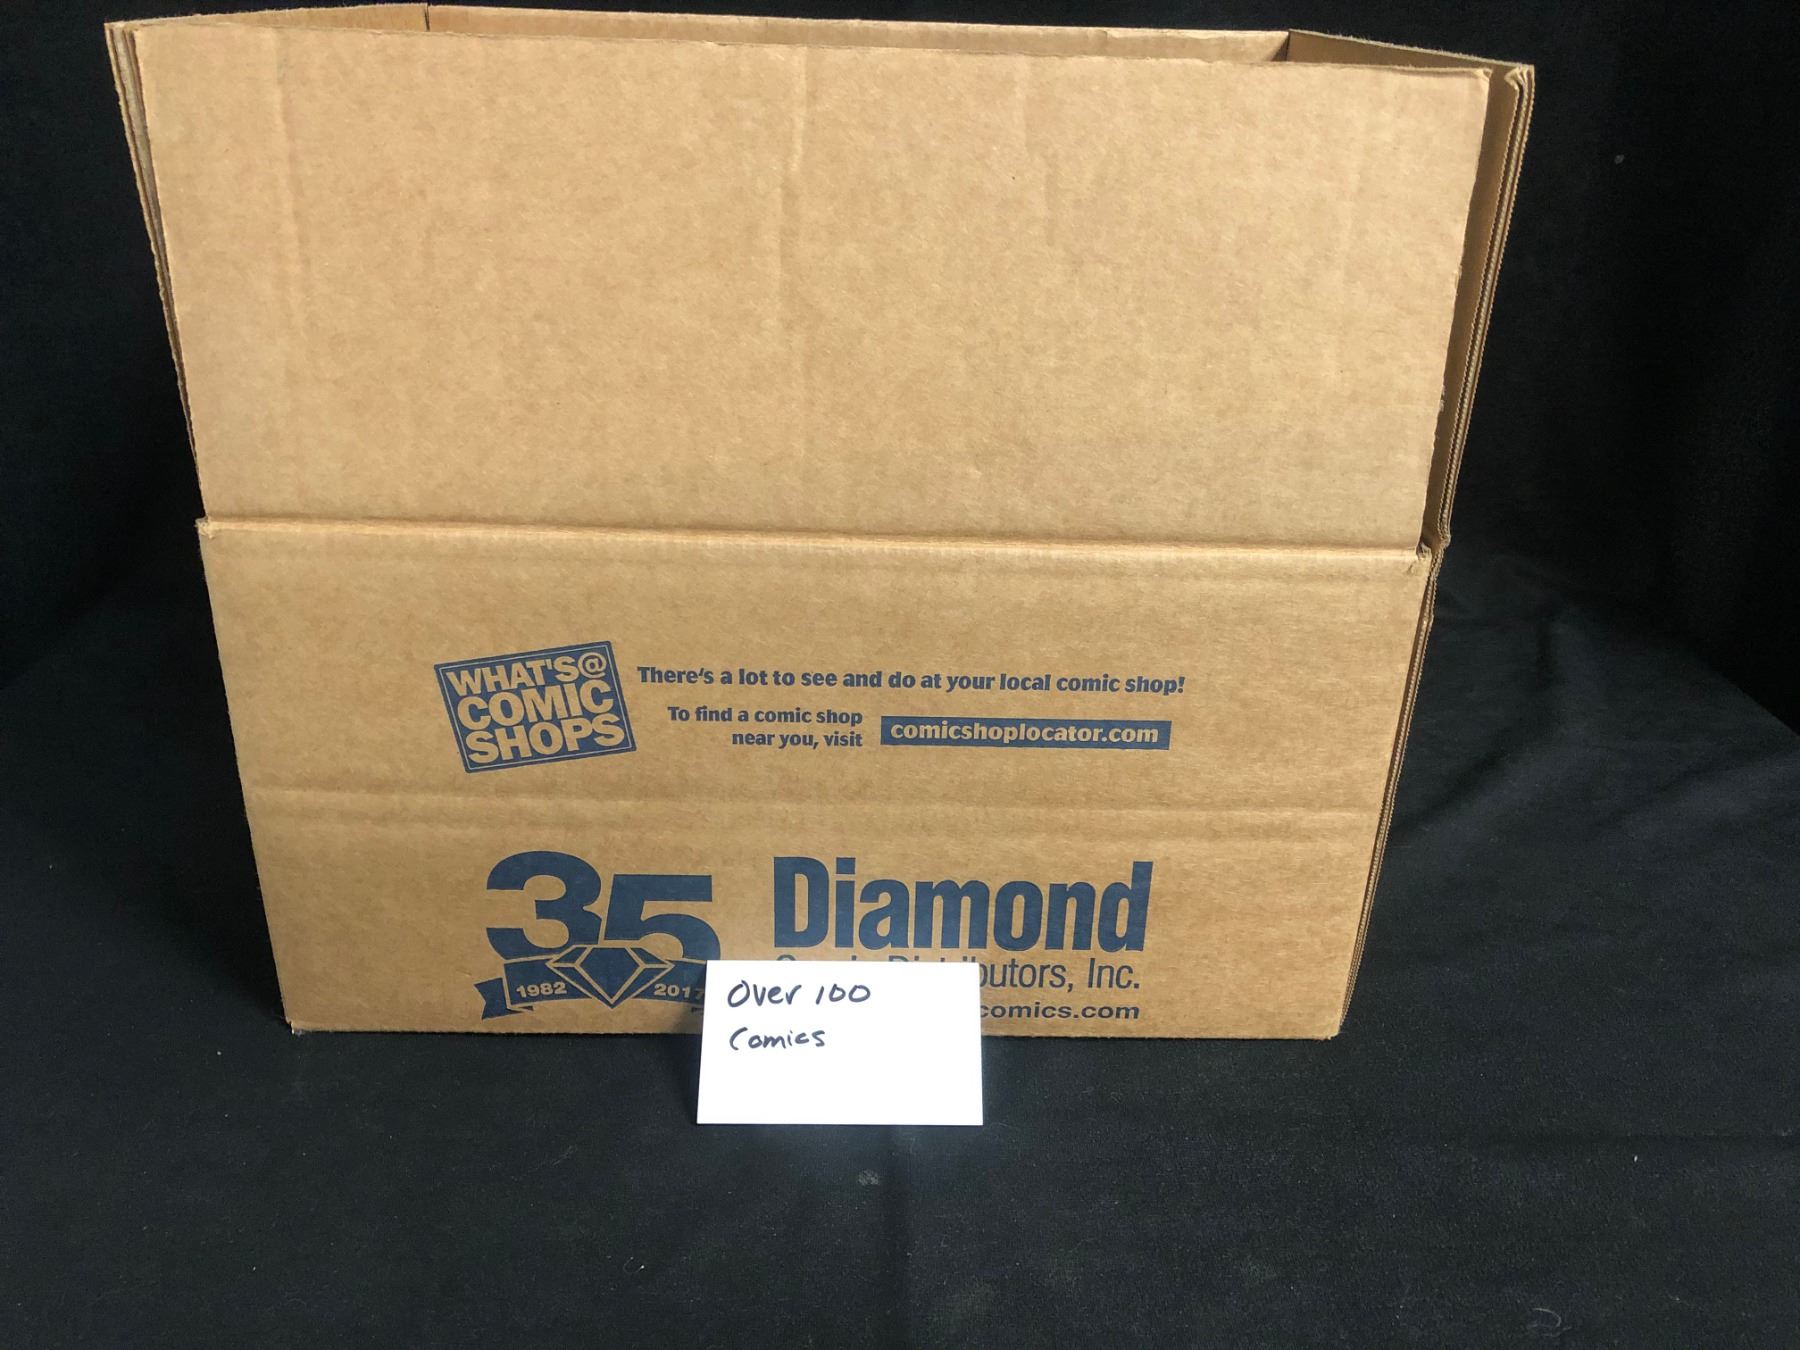 WHAT'S@
COMIC
SHOPS
There's a lot to see and do at your local comic shop!
To find a comic shop
near you, visit
comicshoplocator.com
35
1982 2017
Diamond
Inc.
comics.com
Over 100
Comics